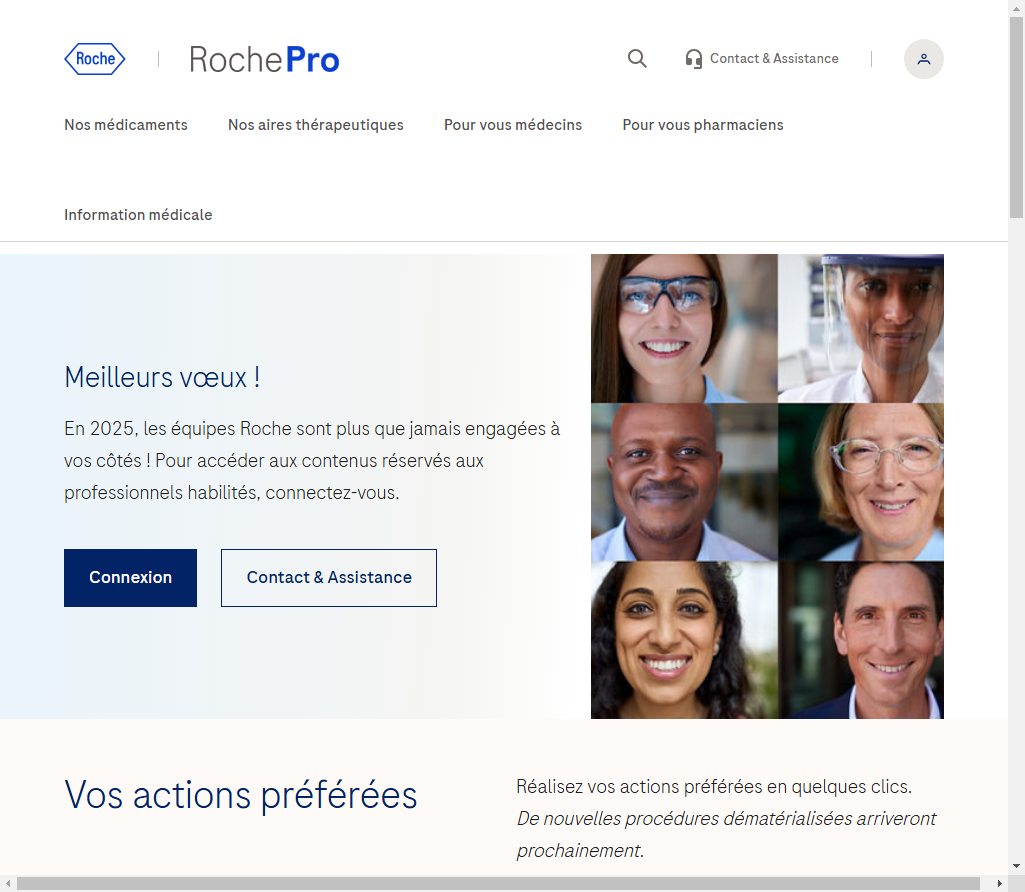 Roche
RochePro
Contact & Assistance
Nos médicaments
Nos aires thérapeutiques
Pour vous médecins
Pour vous pharmaciens
Information médicale
Meilleurs vœux !
En 2025, les équipes Roche sont plus que jamais engagées à
vos côtés ! Pour accéder aux contenus réservés aux
professionnels habilités, connectez-vous.
Connexion
Contact & Assistance
Vos actions préférées
Réalisez vos actions préférées en quelques clics.
De nouvelles procédures dématérialisées arriveront
prochainement.